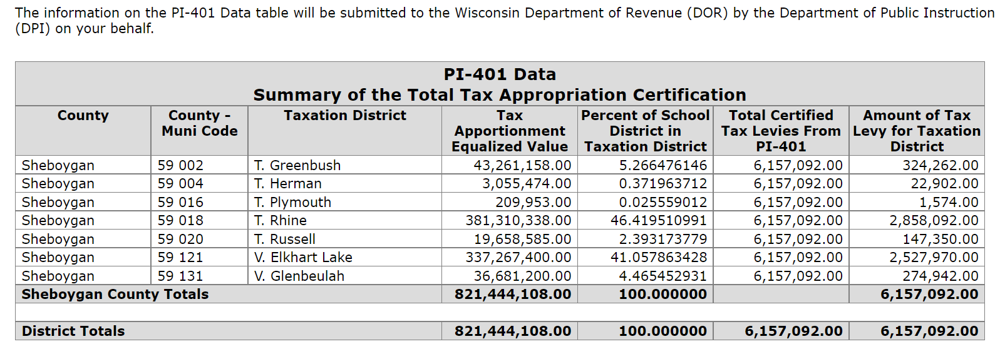 The information on the PI-401 Data table will be submitted to the Wisconsin Department of Revenue (DOR) by the Department of Public Instruction
(DPI) on your behalf.
PI-401 Data
Summary of the Total Tax Appropriation Certification
County County - Muni Code Taxation District Tax Apportionment Equalized Value Percent of School District in Taxation District Total Certified Tax Levies From PI-401 Amount of Tax Levy for Taxation District
Sheboygan 59 002 T. Greenbush 43,261,158.00 5.266476146 6,157,092.00 324,262.00
Sheboygan 59 004 T. Herman 3,055,474.00 0.371963712 6,157,092.00 22,902.00
Sheboygan 59 016 T. Plymouth 209,953.00 0.025559012 6,157,092.00 1,574.00
Sheboygan 59 018 T. Rhine 381,310,338.00 46.419510991 6,157,092.00 2,858,092.00
Sheboygan 59 020 T. Russell 19,658,585.00 2.393173779 6,157,092.00 147,350.00
Sheboygan 59 121 V. Elkhart Lake 337,267,400.00 41.057863428 6,157,092.00 2,527,970.00
Sheboygan 59 131 V. Glenbeulah 36,681,200.00 4.465452931 6,157,092.00 274,942.00
Sheboygan County Totals 821,444,108.00 100.000000 6,157,092.00
District Totals 821,444,108.00 100.000000 6,157,092.00 6,157,092.00